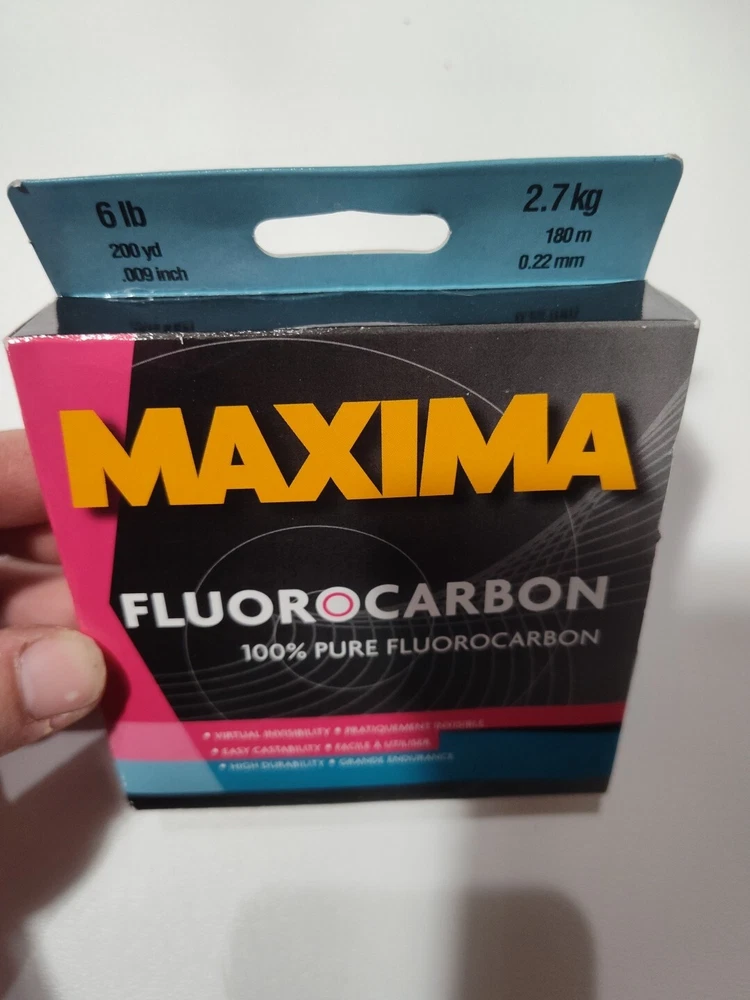 6 lb
200 yd
.009 inch
2.7 kg
180 m
0.22 mm
MAXIMA
FLUOROCARBON
100% PURE FLUOROCARBON
• VIRTUAL INVISIBILITY • PRATIQUEMENT INVISIBLE
• EASY CASTABILITY • FACILE À UTILISER
• HIGH DURABILITY • GRANDE ENDURANCE